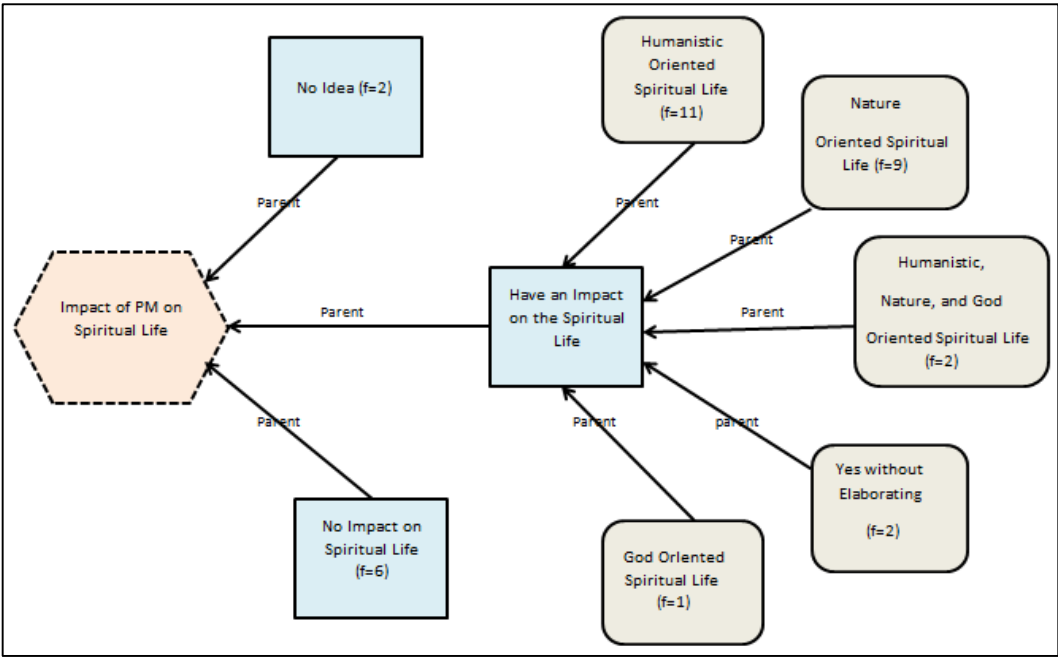 No Idea (f=2)
Parent
Impact of PM on
Spiritual Life
Parent
Parent
No Impact on
Spiritual Life
(f=6)
Have an Impact
on the Spiritual
Life
Humanistic
Oriented
Spiritual Life
(f=11)
Parent
Nature
Oriented Spiritual
Life (f=9)
Parent
Humanistic,
Nature, and God
Oriented Spiritual Life
(f=2)
Parent
Yes without
Elaborating
(f=2)
parent
God Orlented
Spiritual Life
(f=1)
Parent